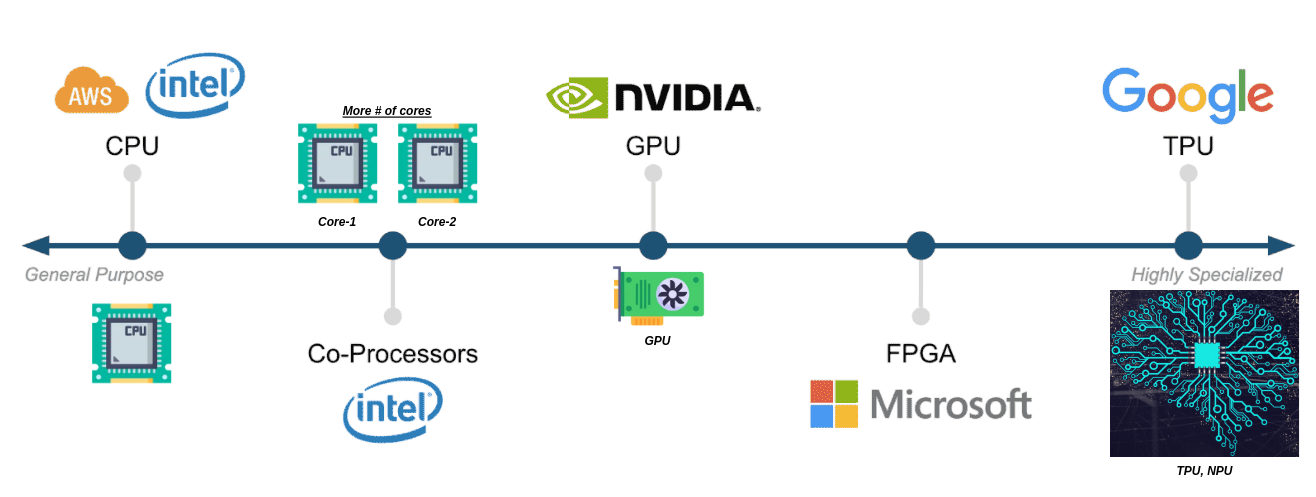 AWS
intel
CPU
More # of cores
CPU
CPU
Core-1
Core-2
NVIDIA
GPU
Google
TPU
General Purpose
Highly Specialized
CPU
Co-Processors
intel
GPU
FPGA
Microsoft
TPU, NPU